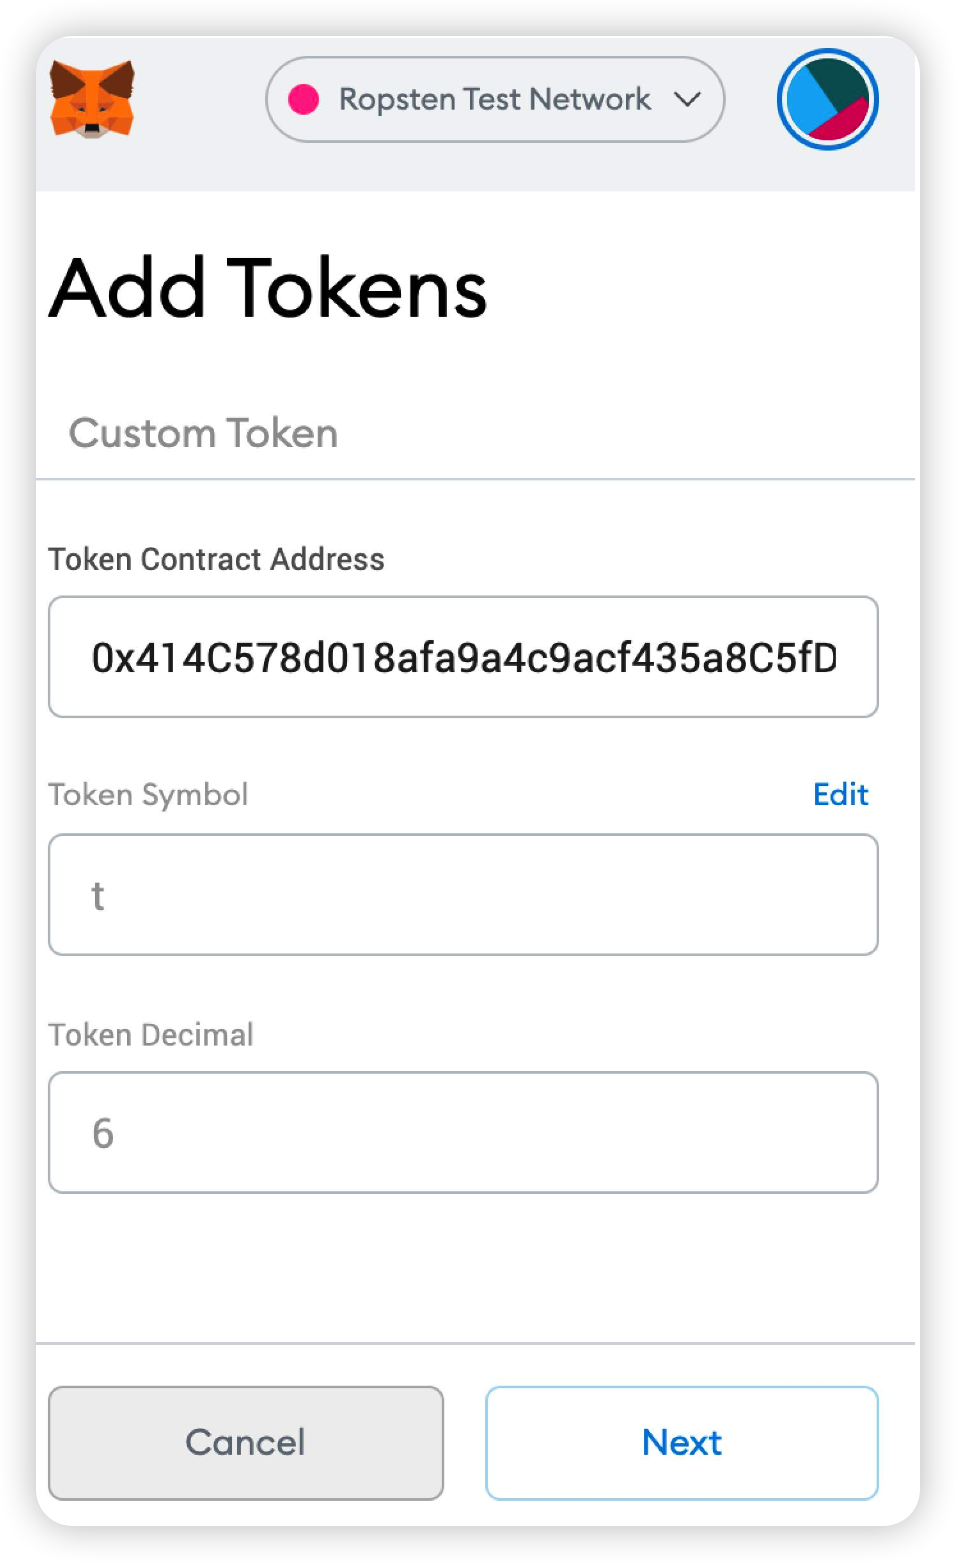 Ropsten Test Network
Add Tokens
Custom Token
Token Contract Address
0x414C578d018afa9a4c9acf435a8C5fD
Token Symbol
Edit
t
Token Decimal
6
Cancel
Next